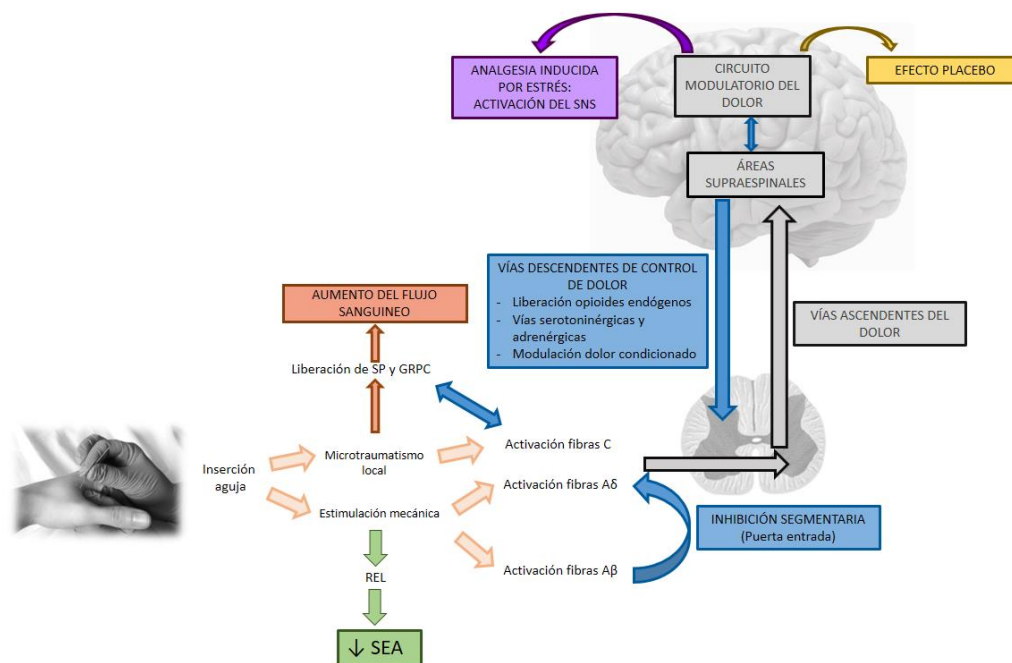 ANALGESIA INDUCIDA
POR ESTRÉS:
ACTIVACIÓN DEL SNS
CIRCUITO
MODULATORIO DEL
DOLOR
EFECTO PLACEBO
ÁREAS
SUPRAESPINALES
VÍAS DESCENDENTES DE CONTROL
DE DOLOR
- Liberación opioides endógenos
- Vías serotoninérgicas y
adrenérgicas
- Modulación dolor condicionado
AUMENTO DEL FLUJO
SANGUINEO
VÍAS ASCENDENTES DEL
DOLOR
Liberación de SP y GRPC
Inserción
aguja
Microtraumatismo
local
Activación fibras C
Estimulación mecánica
Activación fibras Aδ
INHIBICIÓN SEGMENTARIA
(Puerta entrada)
Activación fibras Aβ
REL
↓ SEA